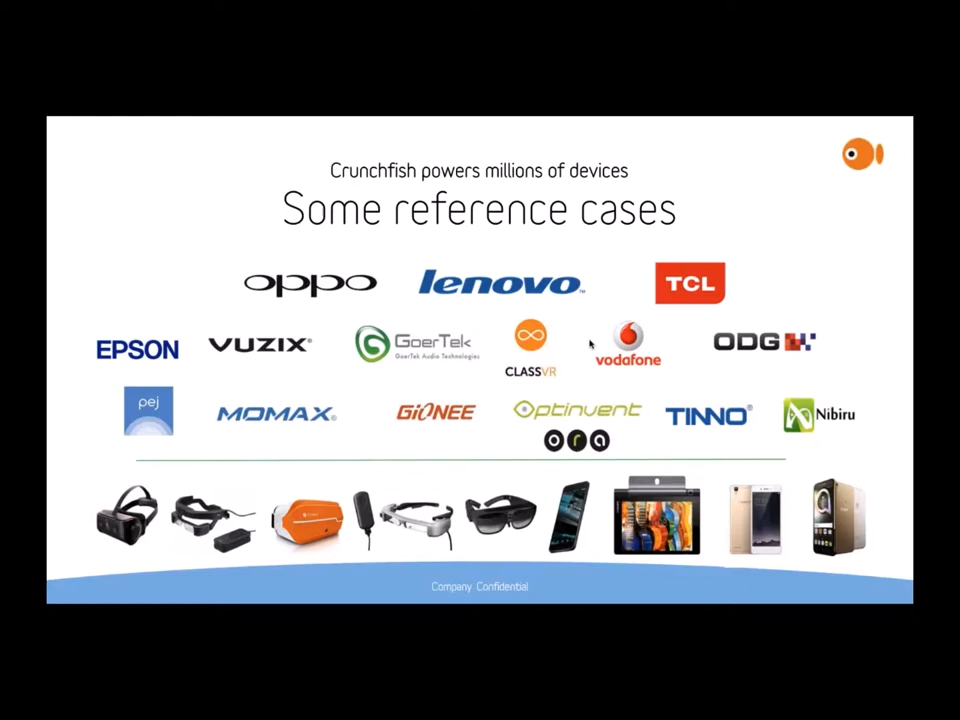 Crunchfish powers millions of devices
Some reference cases
oppo lenovo TM TCL
EPSON VUZIX® GoerTek GoerTek Audio Technologies CLASSVR vodafone ODG
pej MOMAX® GIONEE Optinvent ora TINNO® Nibiru
Company Confidential